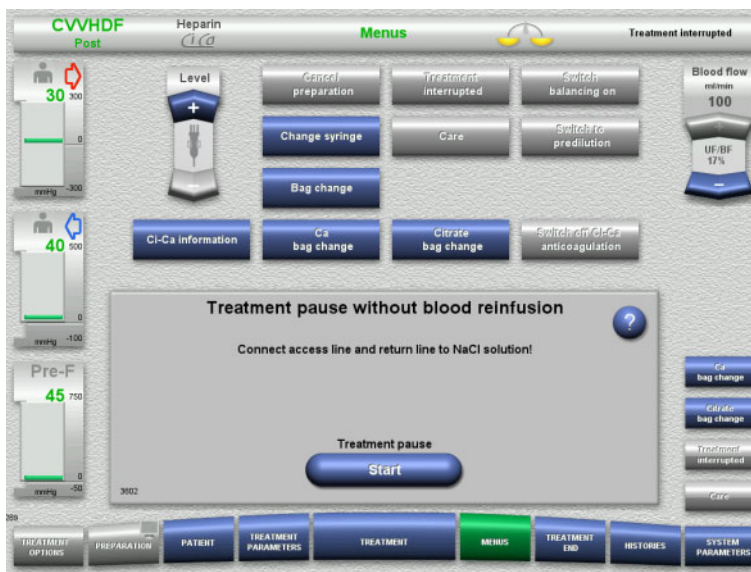 CVVHDF
Post
Heparin
Ci Ca
Menus
Treatment interrupted
30
300
0
mmHg
-300
Level
+
Cancel
preparation
Treatment
interrupted
Switch
balancing on
Change syringe
Care
Switch to
predilution
Bag change
Blood flow
ml/min
100
UF/BF
17%
40
500
0
mmHg
-100
Ci-Ca information
Ca
bag change
Citrate
bag change
Switch off Ci-Ca
anticoagulation
Treatment pause without blood reinfusion
?
Connect access line and return line to NaCl solution!
Treatment pause
Start
3602
Pre-F
45
750
0
mmHg
-50
Ca
bag change
Citrate
bag change
Treatment
interrupted
Care
TREATMENT
OPTIONS
PREPARATION
PATIENT
TREATMENT
PARAMETERS
TREATMENT
MENUS
TREATMENT
END
HISTORIES
SYSTEM
PARAMETERS